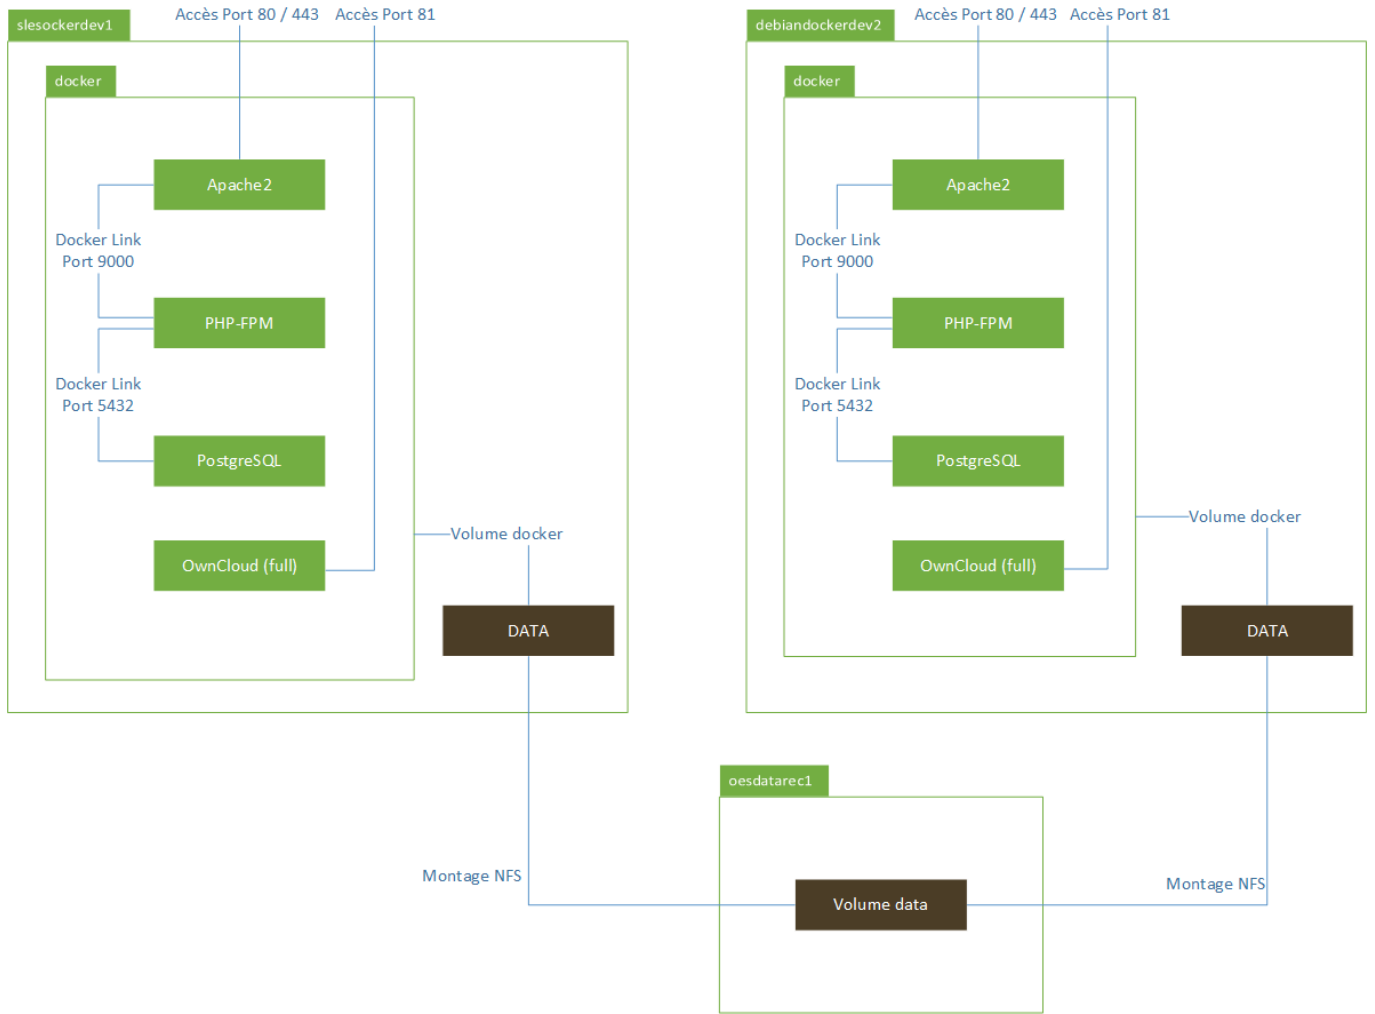 slesockerdev1
Accès Port 80 / 443
Accès Port 81
docker
Apache2
Docker Link
Port 9000
PHP-FPM
Docker Link
Port 5432
PostgreSQL
Volume docker
OwnCloud (full)
DATA
debiandockerdev2
Accès Port 80 / 443
Accès Port 81
docker
Apache2
Docker Link
Port 9000
PHP-FPM
Docker Link
Port 5432
PostgreSQL
Volume docker
OwnCloud (full)
DATA
oesdatarec1
Montage NFS
Volume data
Montage NFS